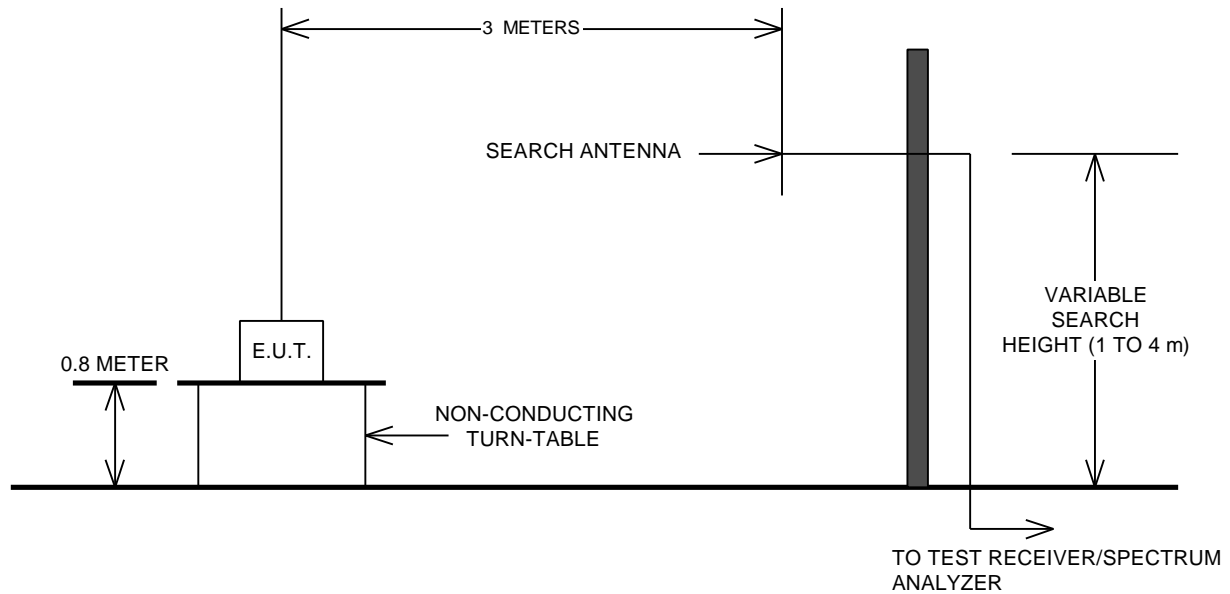 3 METERS
SEARCH ANTENNA
VARIABLE
SEARCH
HEIGHT (1 TO 4 m)
E.U.T.
0.8 METER
NON-CONDUCTING
TURN-TABLE
TO TEST RECEIVER/SPECTRUM
ANALYZER